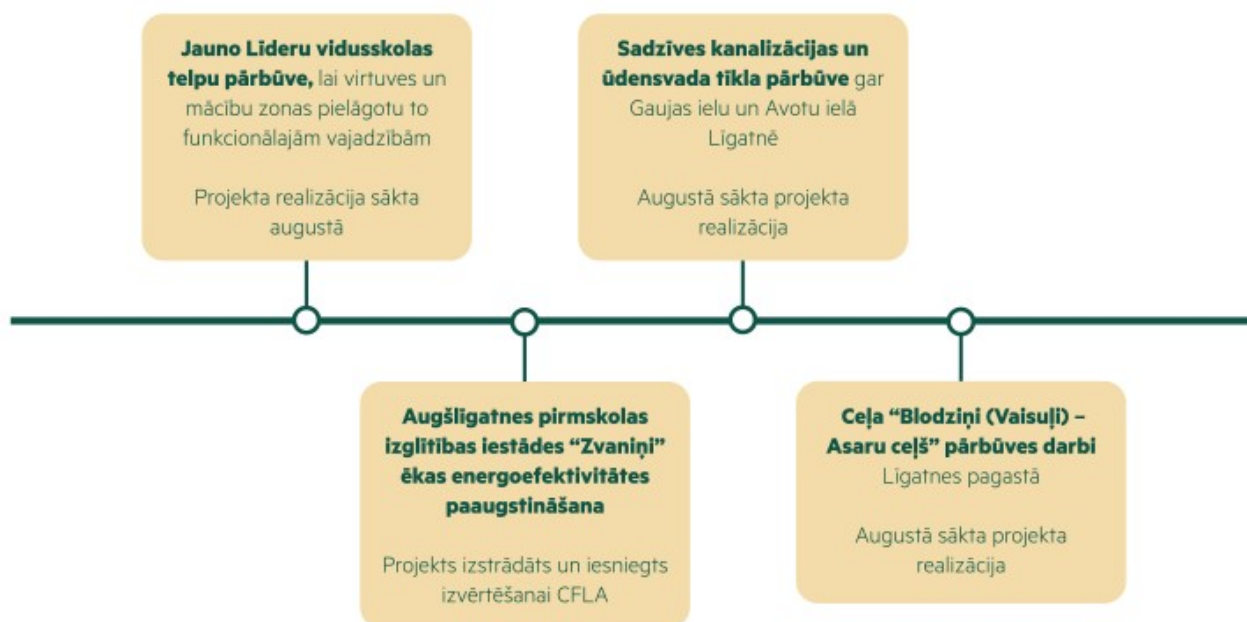 Jauno Līderu vidusskolas
telpu pārbūve, lai virtuves un
mācību zonas pielāgotu to
funkcionālajām vajadzībām
Projekta realizācija sākta
augustā
Augšlīgatnes pirmskolas
izglītības iestādes “Zvaniņi”
ēkas energoefektivitātes
paaugstināšana
Projekts izstrādāts un iesniegts
izvērtēšanai CFLA
Sadzīves kanalizācijas un
ūdensvada tīkla pārbūve gar
Gaujas ielu un Avotu ielā
Līgatnē
Augustā sākta projekta
realizācija
Ceļa “Blodziņi (Vaisuļi) –
Asaru ceļš” pārbūves darbi
Līgatnes pagastā
Augustā sākta projekta
realizācija